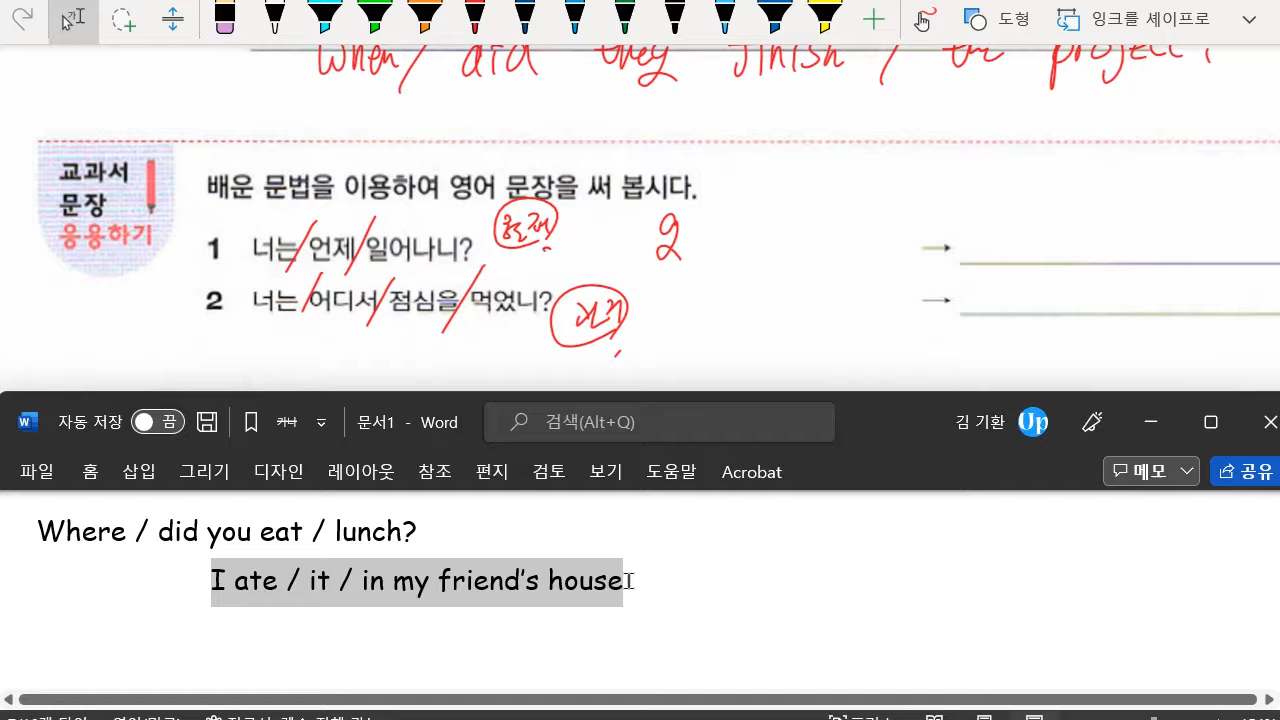 도형
잉크를 셰이프로
When / did they finish / the project?
교과서
문장
응용하기
배운 문법을 이용하여 영어 문장을 써 봅시다.
1 너는 / 언제 / 일어나니? 현재 2 →
2 너는 / 어디서 / 점심을 / 먹었니? 과거 →
자동 저장 끔 문서1 - Word 검색(Alt+Q) 김 기환 Up
파일 홈 삽입 그리기 디자인 레이아웃 참조 편지 검토 보기 도움말 Acrobat 메모 공유
Where / did you eat / lunch?
I ate / it / in my friend's house